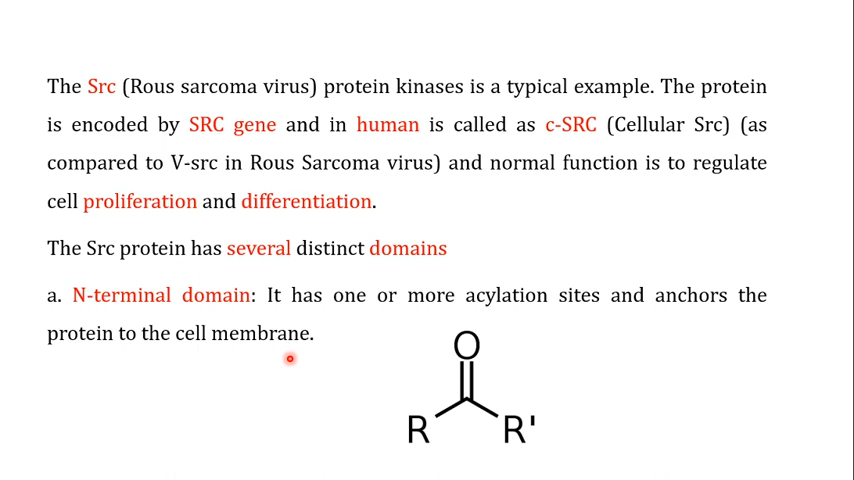 The Src (Rous sarcoma virus) protein kinases is a typical example. The protein
is encoded by SRC gene and in human is called as c-SRC (Cellular Src) (as
compared to V-src in Rous Sarcoma virus) and normal function is to regulate
cell proliferation and differentiation.
The Src protein has several distinct domains
a. N-terminal domain: It has one or more acylation sites and anchors the
protein to the cell membrane.
O
R R'